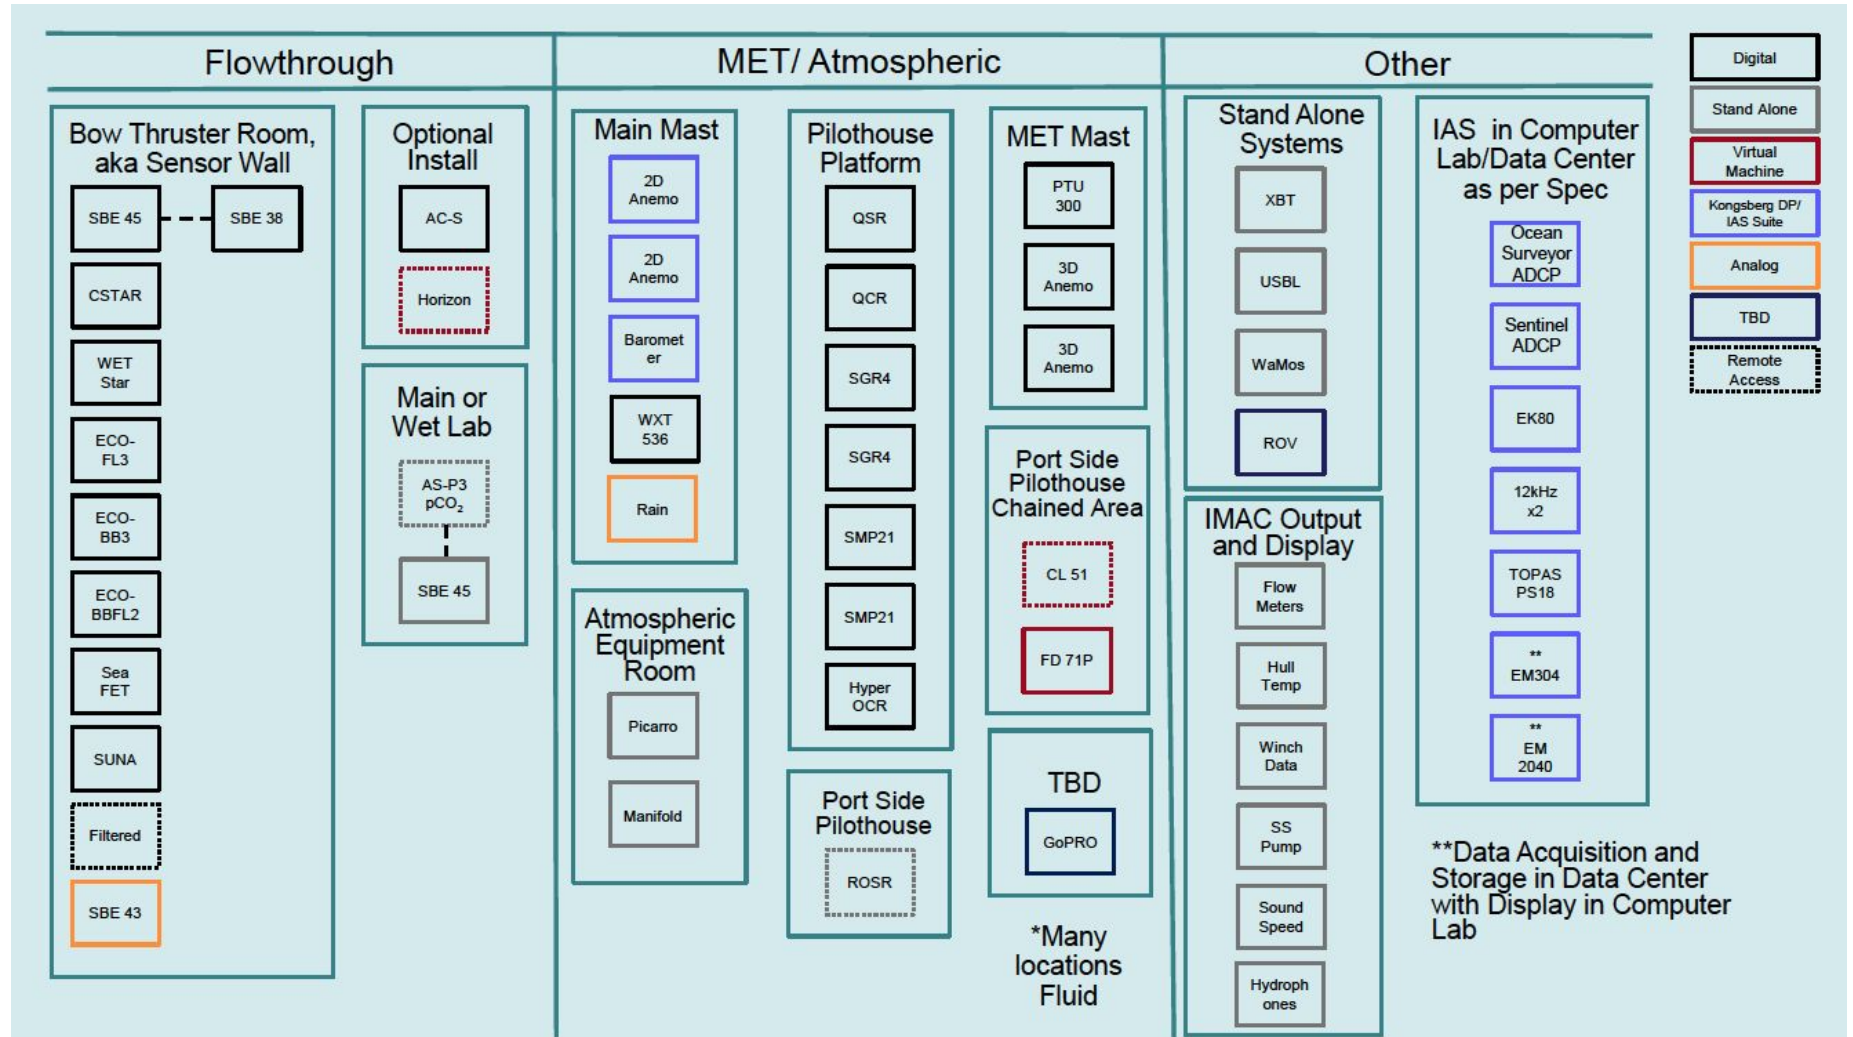 Flowthrough
MET/ Atmospheric
Other
Bow Thruster Room,
aka Sensor Wall
SBE 45
SBE 38
CSTAR
WET
Star
ECO-
FL3
ECO-
BB3
ECO-
BBFL2
Sea
FET
SUNA
Filtered
SBE 43
Optional
Install
AC-S
Horizon
Main or
Wet Lab
AS-P3
pCO₂
SBE 45
Main Mast
2D
Anemo
2D
Anemo
Baromet
er
WXT
536
Rain
Atmospheric
Equipment
Room
Picarro
Manifold
Pilothouse
Platform
QSR
QCR
SGR4
SGR4
SMP21
SMP21
Hyper
OCR
Port Side
Pilothouse
ROSR
MET Mast
PTU
300
3D
Anemo
3D
Anemo
Port Side
Pilothouse
Chained Area
CL 51
FD 71P
TBD
GoPRO
*Many
locations
Fluid
Stand Alone
Systems
XBT
USBL
WaMos
ROV
IMAC Output
and Display
Flow
Meters
Hull
Temp
Winch
Data
SS
Pump
Sound
Speed
Hydroph
ones
IAS in Computer
Lab/Data Center
as per Spec
Ocean
Surveyor
ADCP
Sentinel
ADCP
EK80
12kHz
x2
TOPAS
PS18
**
EM304
**
EM
2040
**Data Acquisition and
Storage in Data Center
with Display in Computer
Lab
Digital
Stand Alone
Virtual
Machine
Kongsberg DP/
IAS Suite
Analog
TBD
Remote
Access